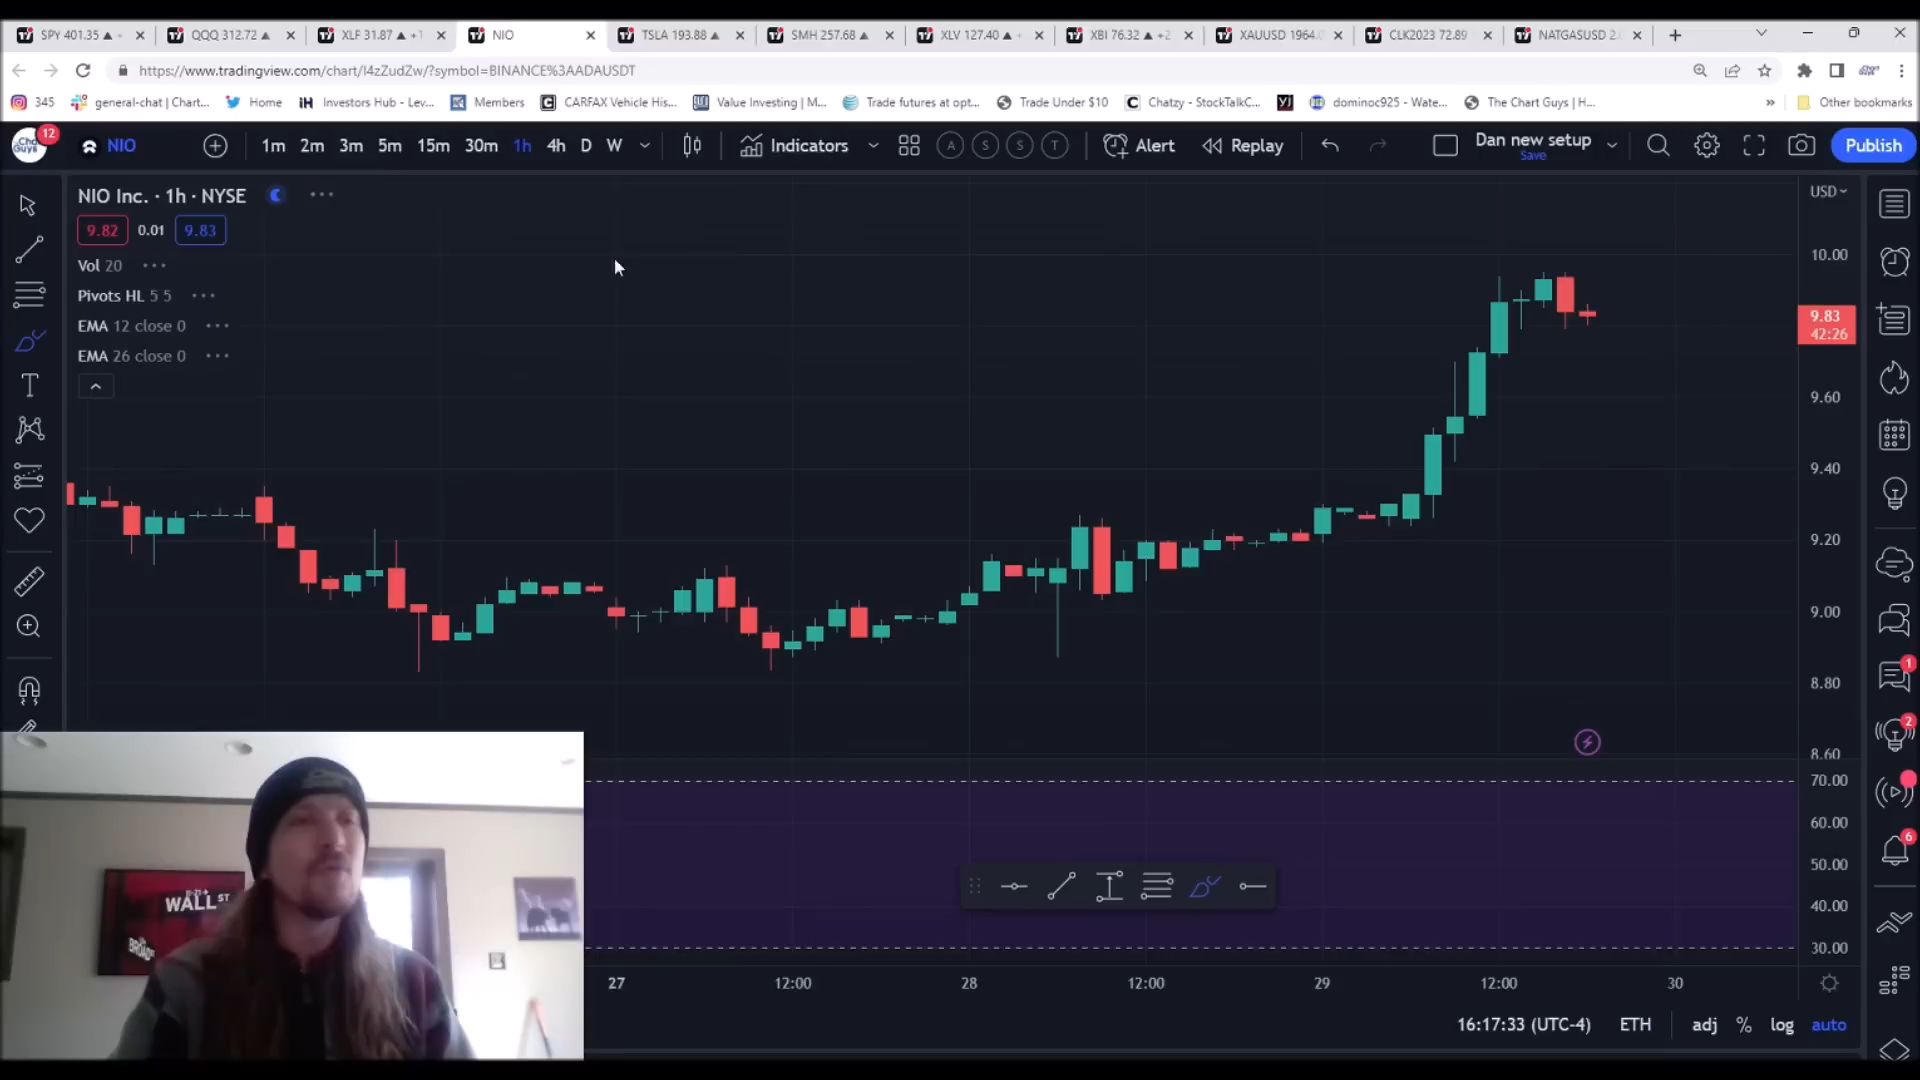 SPY 401.35
QQQ 312.72
XLF 31.87 +1
NIO
TSLA 193.88
SMH 257.68
XLV 127.40
XBI 76.32 +2
XAUUSD 1964.
CLK2023 72.89
NATGASUSD 2.
https://www.tradingview.com/chart/l4zZudZw/?symbol=BINANCE%3AADAUSDT
345
general-chat | Chart...
Home
iH Investors Hub - Lev...
Members
C CARFAX Vehicle His...
Value Investing | M...
Trade futures at opt...
Trade Under $10
C Chatzy - StockTalkC...
dominoc925 - Wate...
The Chart Guys | H...
»
Other bookmarks
12
NIO
1m 2m 3m 5m 15m 30m 1h 4h D W
Indicators
A S S T
Alert
Replay
Dan new setup
Save
Publish
NIO Inc. · 1h · NYSE
9.82 0.01 9.83
Vol 20
Pivots HL 5 5
EMA 12 close 0
EMA 26 close 0
USD
10.00
9.83
42:26
9.60
9.40
9.20
9.00
8.80
8.60
70.00
60.00
50.00
40.00
30.00
1
2
6
WALL ST
27 12:00 28 12:00 29 12:00 30
16:17:33 (UTC-4) ETH adj % log auto